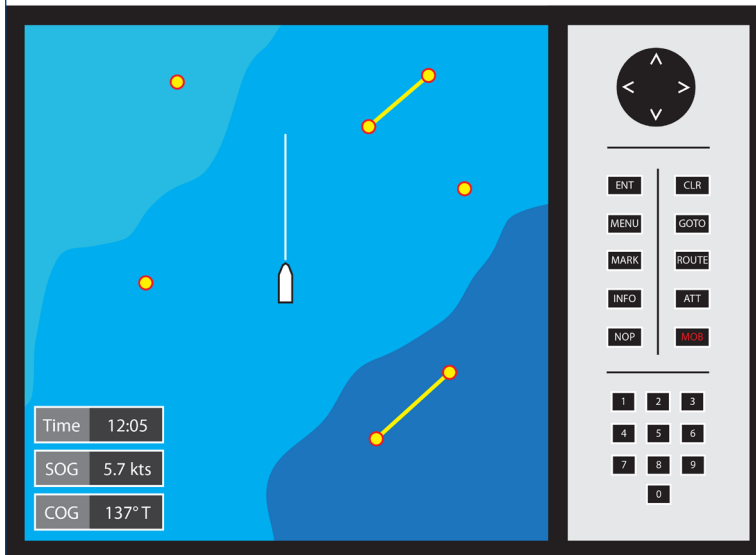 Time 12:05
SOG 5.7 kts
COG 137° T
ENT CLR
MENU GOTO
MARK ROUTE
INFO ATT
NOP MOB
1 2 3
4 5 6
7 8 9
0